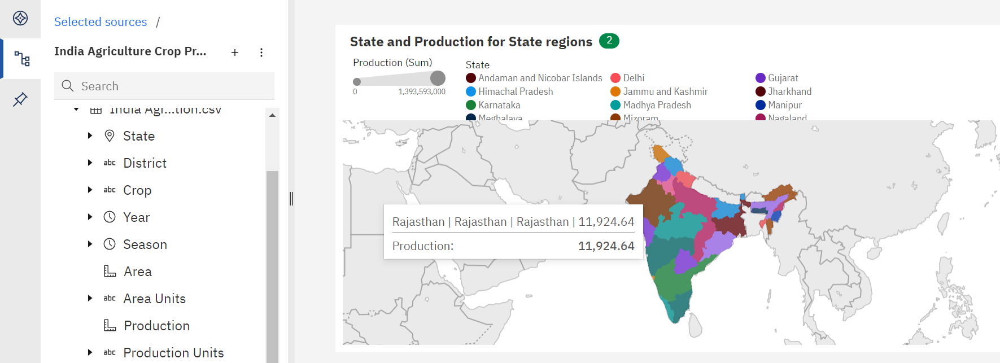 Selected sources /
India Agriculture Crop Pr...
Search
India Agr...tion.csv
State
abc District
abc Crop
Year
Season
Area
abc Area Units
Production
abc Production Units
State and Production for State regions 2
Production (Sum)
0 1,393,593,000
State
Andaman and Nicobar Islands Delhi Gujarat
Himachal Pradesh Jammu and Kashmir Jharkhand
Karnataka Madhya Pradesh Manipur
Meghalaya Mizoram Nagaland
Rajasthan | Rajasthan | Rajasthan | 11,924.64
Production: 11,924.64